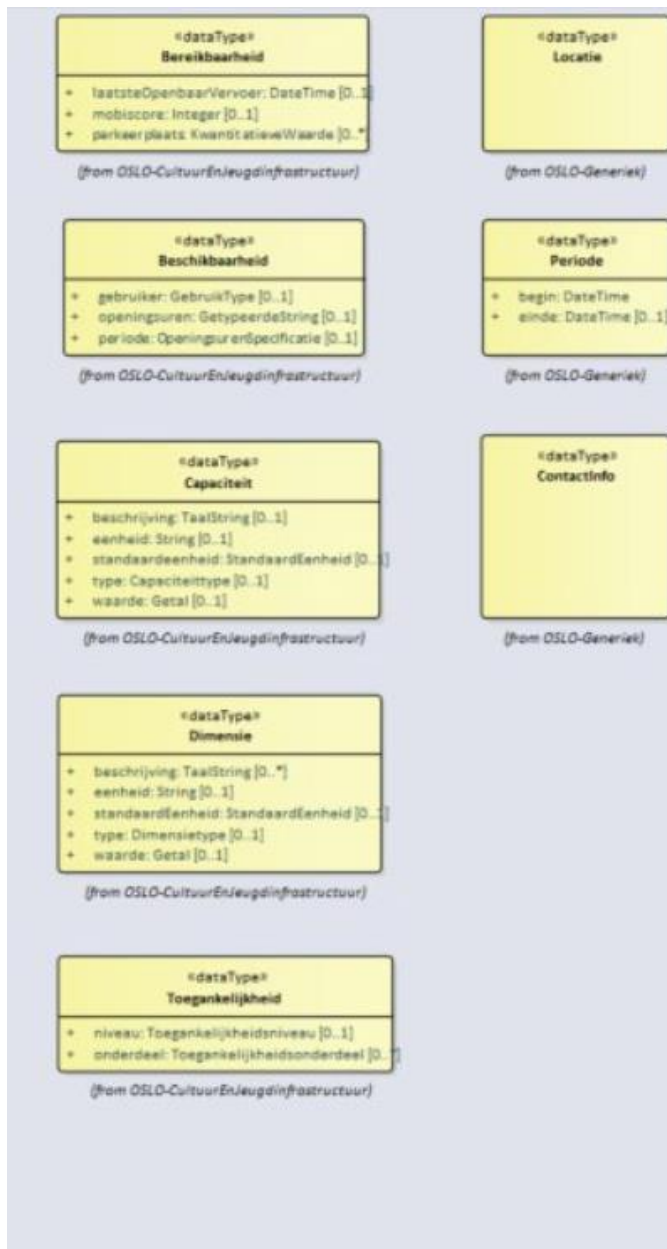 «dataType»
Bereikbaarheid
+ laatsteOpenbaarVervoer: DateTime [0..1]
+ mobiscore: Integer [0..1]
+ parkeerplaats: KwantitatieveWaarde [0..*]
(from OSLO-CultuurEnJeugdinfrastructuur)
«dataType»
Locatie
(from OSLO-Generiek)
«dataType»
Beschikbaarheid
+ gebruiker: GebruikType [0..1]
+ openingsuren: GetypeerdeString [0..1]
+ periode: OpeningsurenSpecificatie [0..1]
(from OSLO-CultuurEnJeugdinfrastructuur)
«dataType»
Periode
+ begin: DateTime
+ einde: DateTime [0..1]
(from OSLO-Generiek)
«dataType»
Capaciteit
+ beschrijving: TaalString [0..1]
+ eenheid: String [0..1]
+ standaardeenheid: StandaardEenheid [0..1]
+ type: Capaciteittype [0..1]
+ waarde: Getal [0..1]
(from OSLO-CultuurEnJeugdinfrastructuur)
«dataType»
ContactInfo
(from OSLO-Generiek)
«dataType»
Dimensie
+ beschrijving: TaalString [0..*]
+ eenheid: String [0..1]
+ standaardEenheid: StandaardEenheid [0..1]
+ type: Dimensietype [0..1]
+ waarde: Getal [0..1]
(from OSLO-CultuurEnJeugdinfrastructuur)
«dataType»
Toegankelijkheid
+ niveau: Toegankelijkheidsniveau [0..1]
+ onderdeel: Toegankelijkheidsonderdeel [0..*]
(from OSLO-CultuurEnJeugdinfrastructuur)